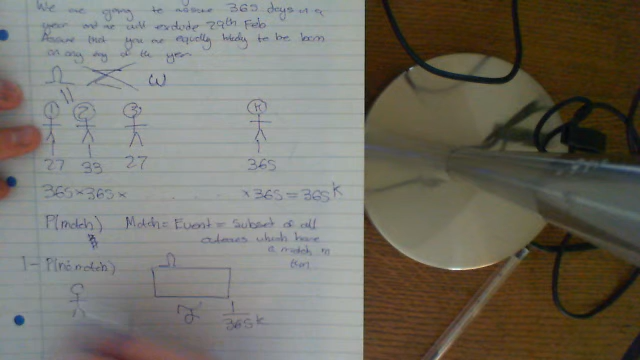 We are going to assume 365 days in a
year and we will exclude 29th Feb
Assume that you are equally likely to be born
on any day of the year
Ω ω
1 2 3 K
27 33 27 365
365 × 365 × . . . . . . × 365 = 365^K
P(match) Match = Event = Subset of all
outcomes which have
a match in
them
1 - P(no match) Ω
1/365^K